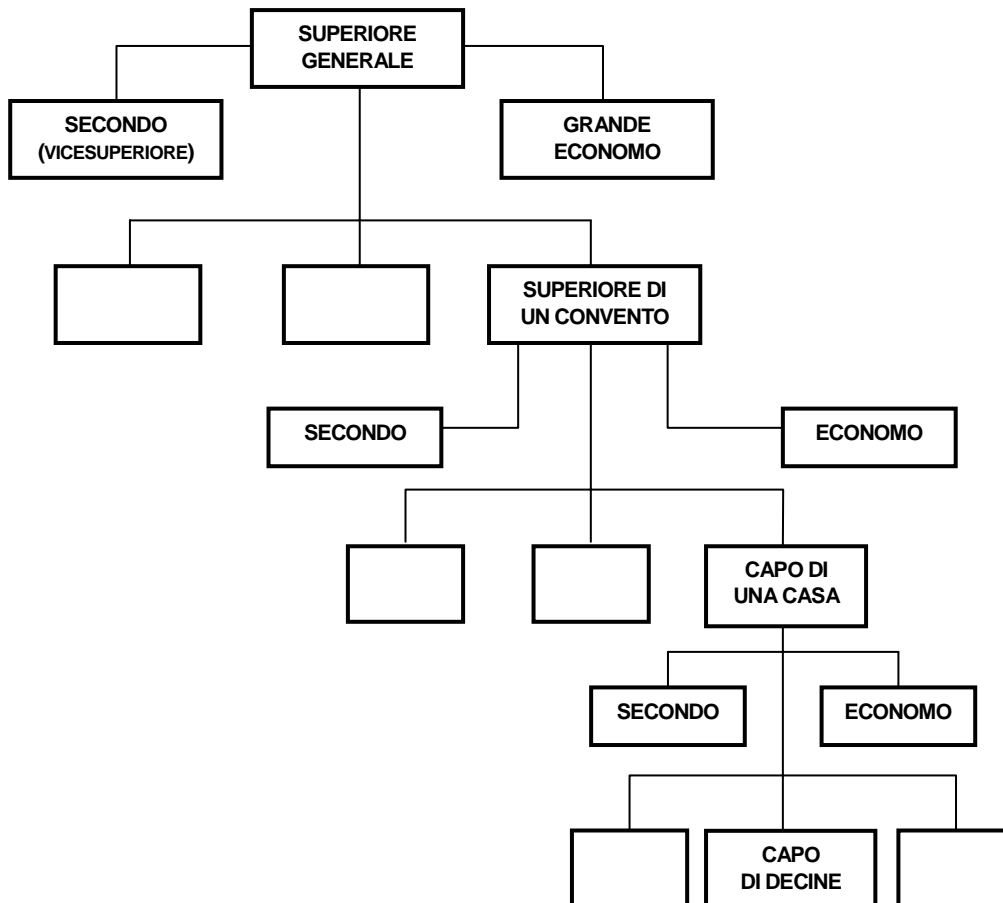 SUPERIORE
GENERALE
SECONDO
(VICESUPERIORE)
GRANDE
ECONOMO
SUPERIORE DI
UN CONVENTO
SECONDO
ECONOMO
CAPO DI
UNA CASA
SECONDO
ECONOMO
CAPO
DI DECINE